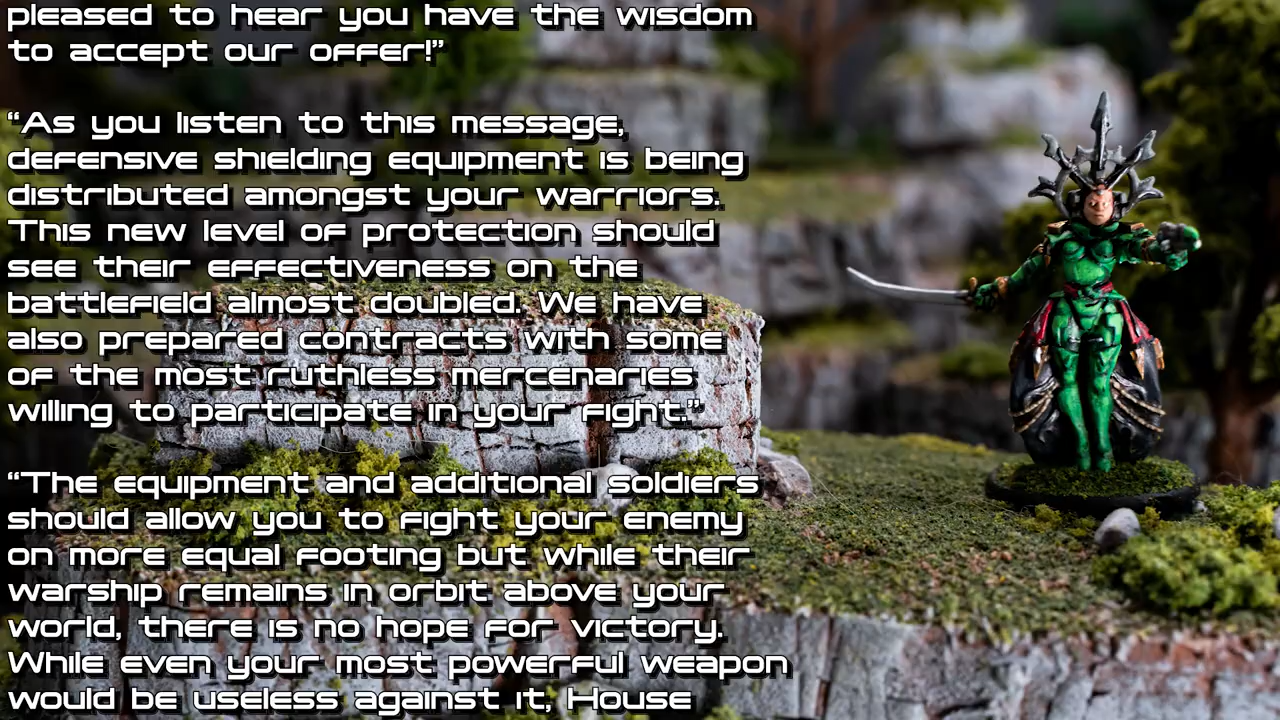 pleased to hear you have the wisdom
to accept our offer!”
“As you listen to this message,
defensive shielding equipment is being
distributed amongst your warriors.
This new level of protection should
see their effectiveness on the
battlefield almost doubled. We have
also prepared contracts with some
of the most ruthless mercenaries
willing to participate in your fight.”
“The equipment and additional soldiers
should allow you to fight your enemy
on more equal footing but while their
warship remains in orbit above your
world, there is no hope for victory.
While even your most powerful weapon
would be useless against it, House